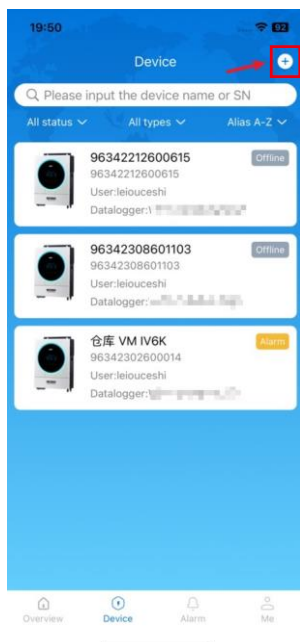 19:50
92
Device
Please input the device name or SN
All status
All types
Alias A-Z
96342212600615
Offline
96342212600615
User:leiouceshi
Datalogger:
96342308601103
Offline
96342308601103
User:leiouceshi
Datalogger:
仓库 VM IV6K
Alarm
96342302600014
User:leiouceshi
Datalogger:
Overview
Device
Alarm
Me